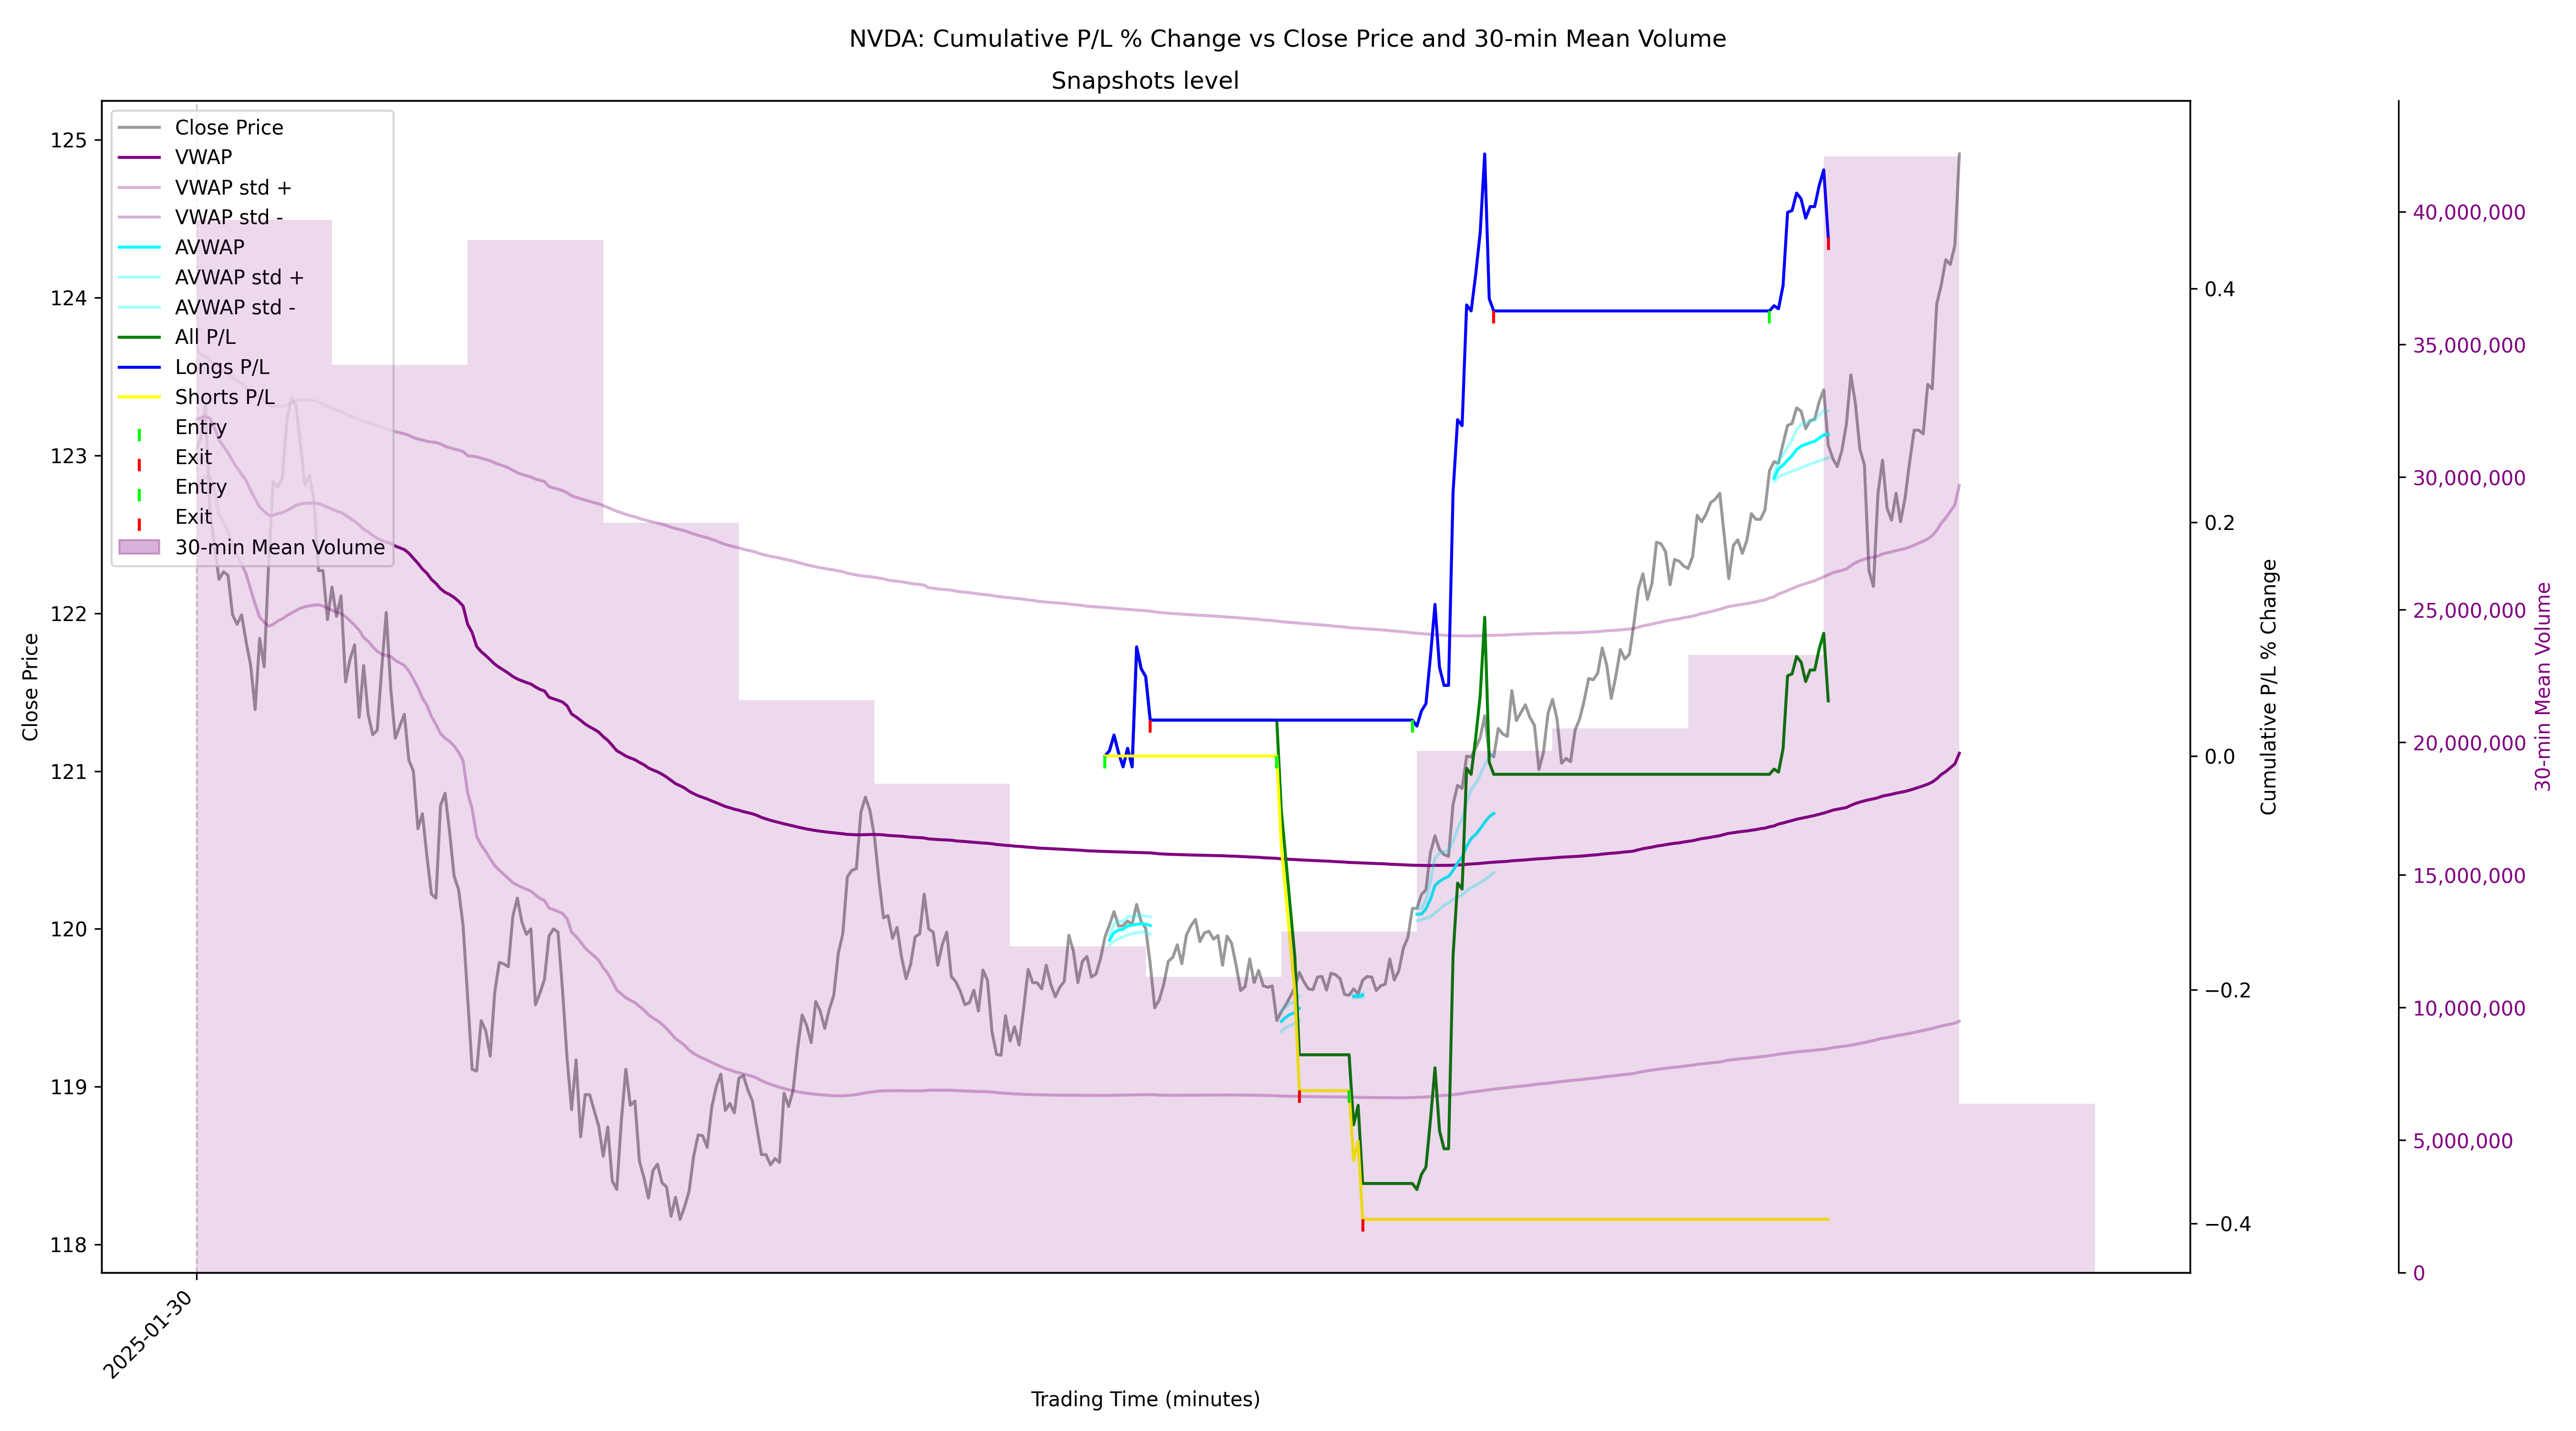 NVDA: Cumulative P/L % Change vs Close Price and 30-min Mean Volume
Snapshots level
Close Price
VWAP
VWAP std +
VWAP std -
AVWAP
AVWAP std +
AVWAP std -
All P/L
Longs P/L
Shorts P/L
Entry
Exit
Entry
Exit
30-min Mean Volume
125
124
123
122
121
120
119
118
Close Price
0.4
0.2
0.0
−0.2
−0.4
Cumulative P/L % Change
40,000,000
35,000,000
30,000,000
25,000,000
20,000,000
15,000,000
10,000,000
5,000,000
0
30-min Mean Volume
2025-01-30
Trading Time (minutes)